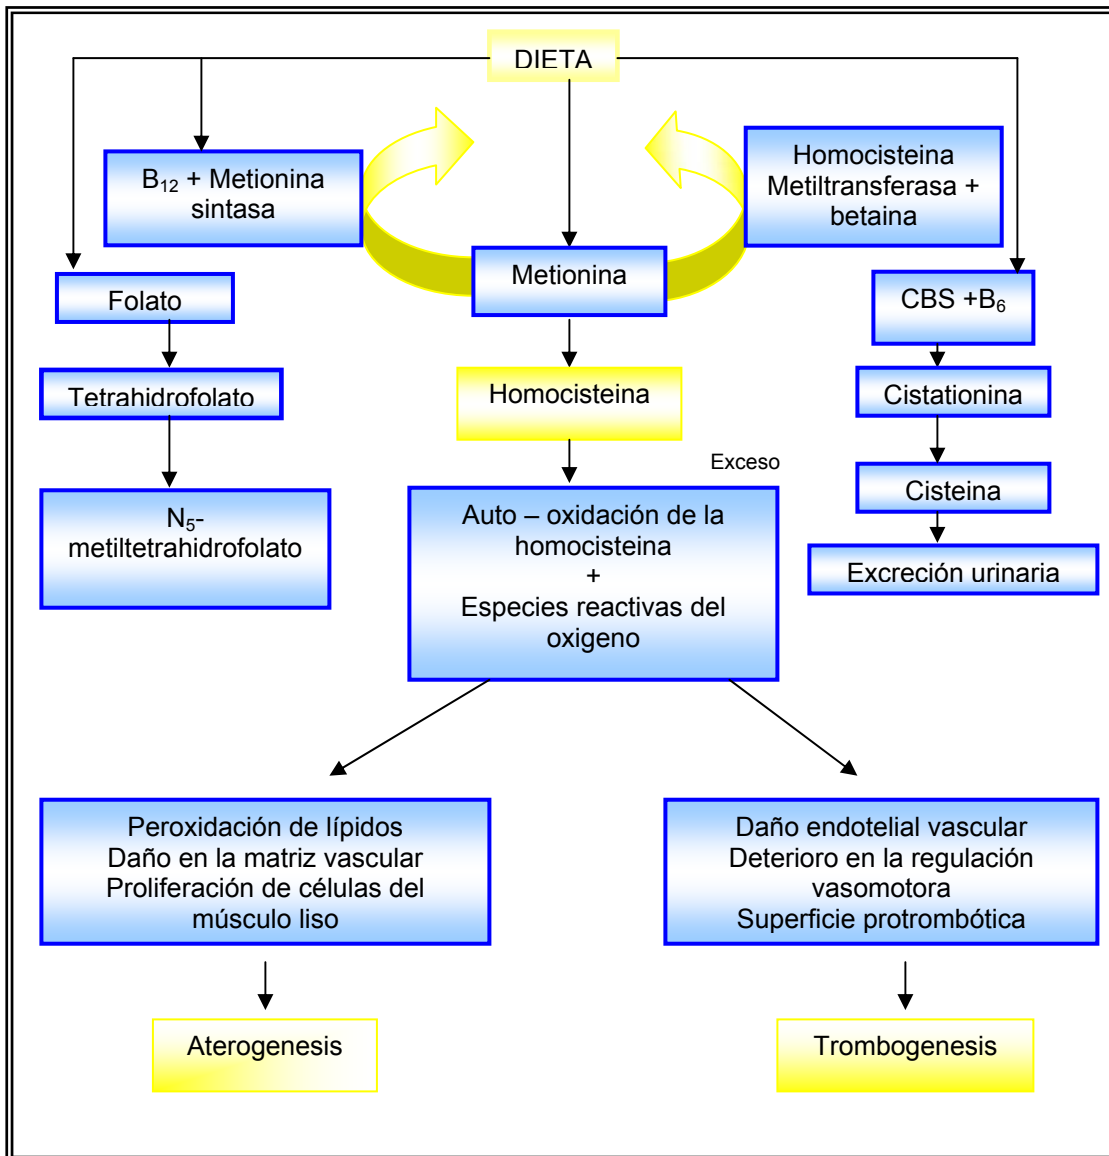 DIETA
B₁₂ + Metionina
sintasa
Homocisteina
Metiltransferasa +
betaina
Metionina
Folato
CBS +B₆
Tetrahidrofolato
Homocisteina
Cistationina
Exceso
Cisteina
N₅-
metiltetrahidrofolato
Auto – oxidación de la
homocisteina
+
Especies reactivas del
oxigeno
Excreción urinaria
Peroxidación de lípidos
Daño en la matriz vascular
Proliferación de células del
músculo liso
Daño endotelial vascular
Deterioro en la regulación
vasomotora
Superficie protrombótica
Aterogenesis
Trombogenesis